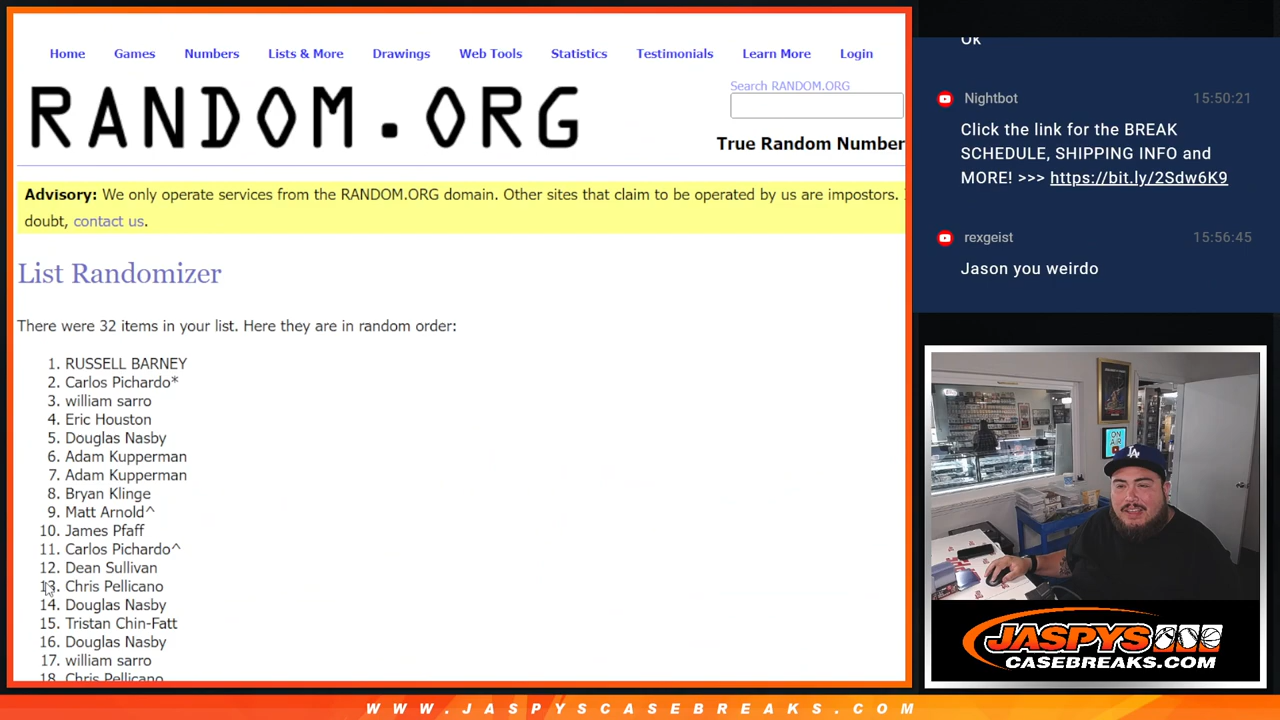 Home Games Numbers Lists & More Drawings Web Tools Statistics Testimonials Learn More Login
RANDOM.ORG
Search RANDOM.ORG
True Random Number
Advisory: We only operate services from the RANDOM.ORG domain. Other sites that claim to be operated by us are impostors.
doubt, contact us.
List Randomizer
There were 32 items in your list. Here they are in random order:
1. RUSSELL BARNEY
2. Carlos Pichardo*
3. william sarro
4. Eric Houston
5. Douglas Nasby
6. Adam Kupperman
7. Adam Kupperman
8. Bryan Klinge
9. Matt Arnold^
10. James Pfaff
11. Carlos Pichardo^
12. Dean Sullivan
13. Chris Pellicano
14. Douglas Nasby
15. Tristan Chin-Fatt
16. Douglas Nasby
17. william sarro
18. Chris Pellicano
Ok
Nightbot 15:50:21
Click the link for the BREAK
SCHEDULE, SHIPPING INFO and
MORE! >>> https://bit.ly/2Sdw6K9
rexgeist 15:56:45
Jason you weirdo
ON
AIR
LA
JASPYS
CASEBREAKS.COM
WWW.JASPYSCASEBREAKS.COM